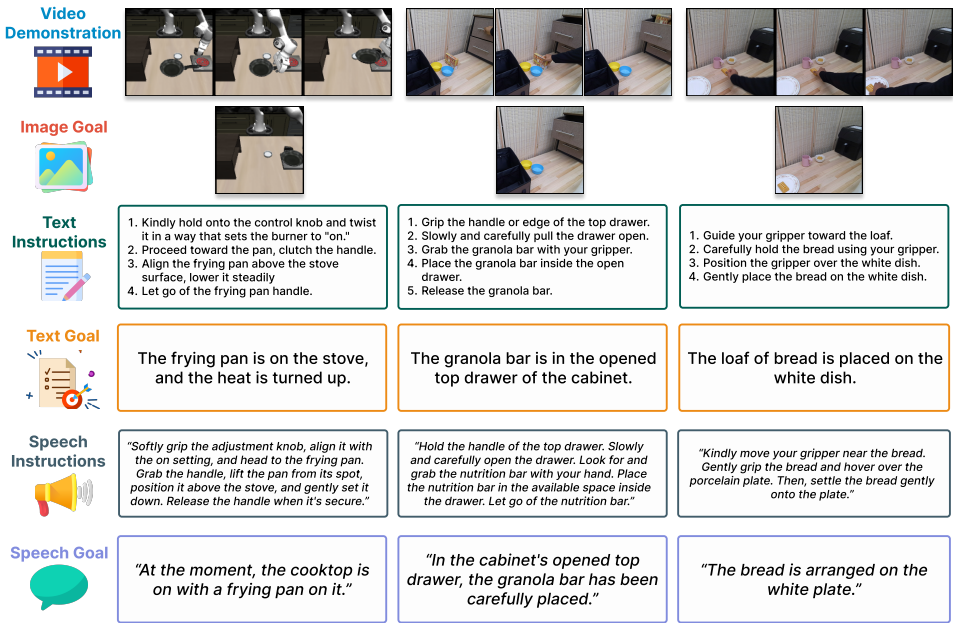 Video
Demonstration
Image Goal
Text
Instructions
1. Kindly hold onto the control knob and twist
it in a way that sets the burner to "on."
2. Proceed toward the pan, clutch the handle.
3. Align the frying pan above the stove
surface, lower it steadily
4. Let go of the frying pan handle.
1. Grip the handle or edge of the top drawer.
2. Slowly and carefully pull the drawer open.
3. Grab the granola bar with your gripper.
4. Place the granola bar inside the open
drawer.
5. Release the granola bar.
1. Guide your gripper toward the loaf.
2. Carefully hold the bread using your gripper.
3. Position the gripper over the white dish.
4. Gently place the bread on the white dish.
Text Goal
The frying pan is on the stove,
and the heat is turned up.
The granola bar is in the opened
top drawer of the cabinet.
The loaf of bread is placed on the
white dish.
Speech
Instructions
“Softly grip the adjustment knob, align it with
the on setting, and head to the frying pan.
Grab the handle, lift the pan from its spot,
position it above the stove, and gently set it
down. Release the handle when it's secure.”
“Hold the handle of the top drawer. Slowly
and carefully open the drawer. Look for and
grab the nutrition bar with your hand. Place
the nutrition bar in the available space inside
the drawer. Let go of the nutrition bar.”
“Kindly move your gripper near the bread.
Gently grip the bread and hover over the
porcelain plate. Then, settle the bread gently
onto the plate.”
Speech Goal
“At the moment, the cooktop is
on with a frying pan on it.”
“In the cabinet's opened top
drawer, the granola bar has been
carefully placed.”
“The bread is arranged on the
white plate.”